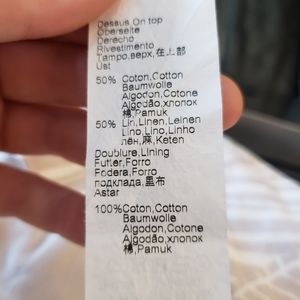 Dessus,On top
Oberseite
Derecho
Rivestimento
Tampo,верх,在上部
Üst
50% Coton,Cotton
Baumwolle
Algodon,Cotone
Algodão,хлопок
棉,Pamuk
50% Lin,Linen,Leinen
Lino,Lino,Linho
лён,麻,Keten
Doublure,Lining
Futter,Forro
Fodera,Forro
подклада,里布
Astar
100%Coton,Cotton
Baumwolle
Algodon,Cotone
Algodão,хлопок
棉,Pamuk